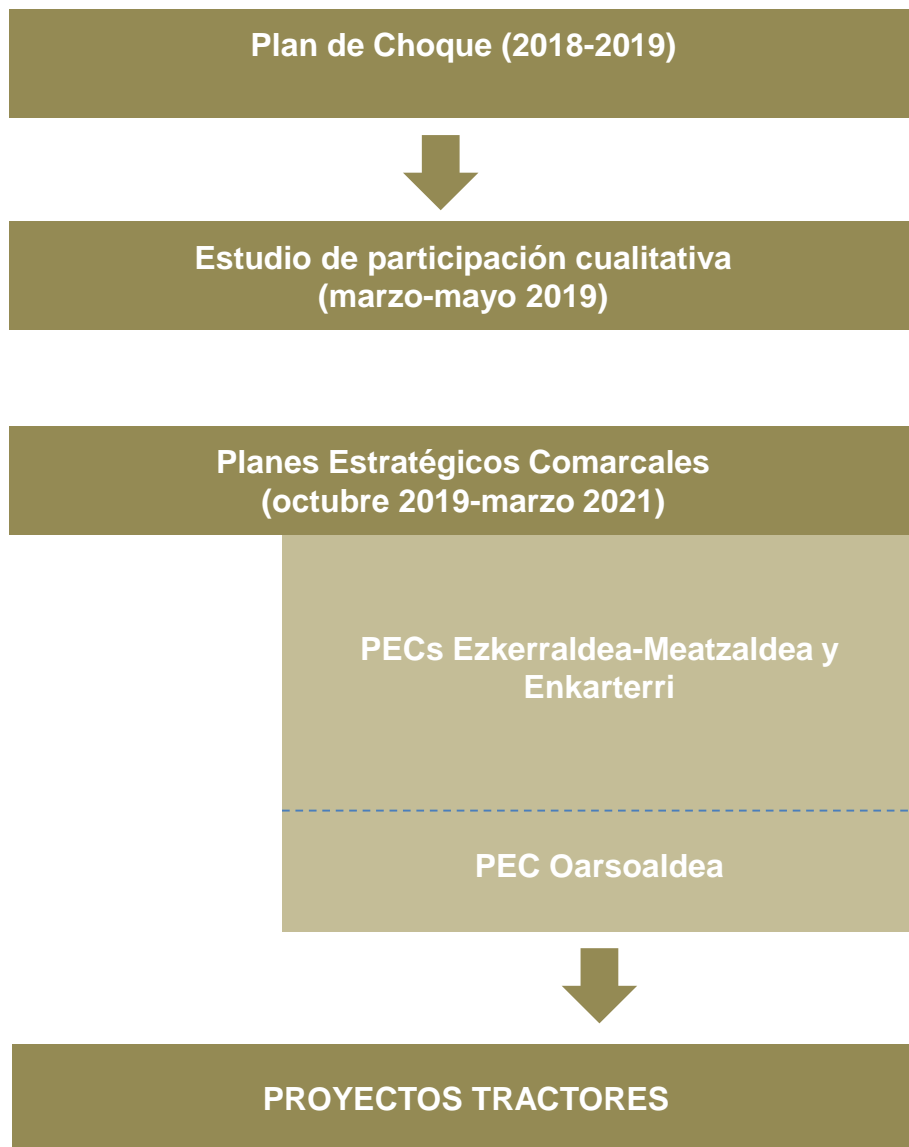 Plan de Choque (2018-2019)
Estudio de participación cualitativa
(marzo-mayo 2019)
Planes Estratégicos Comarcales
(octubre 2019-marzo 2021)
PECs Ezkerraldea-Meatzaldea y
Enkarterri
PEC Oarsoaldea
PROYECTOS TRACTORES